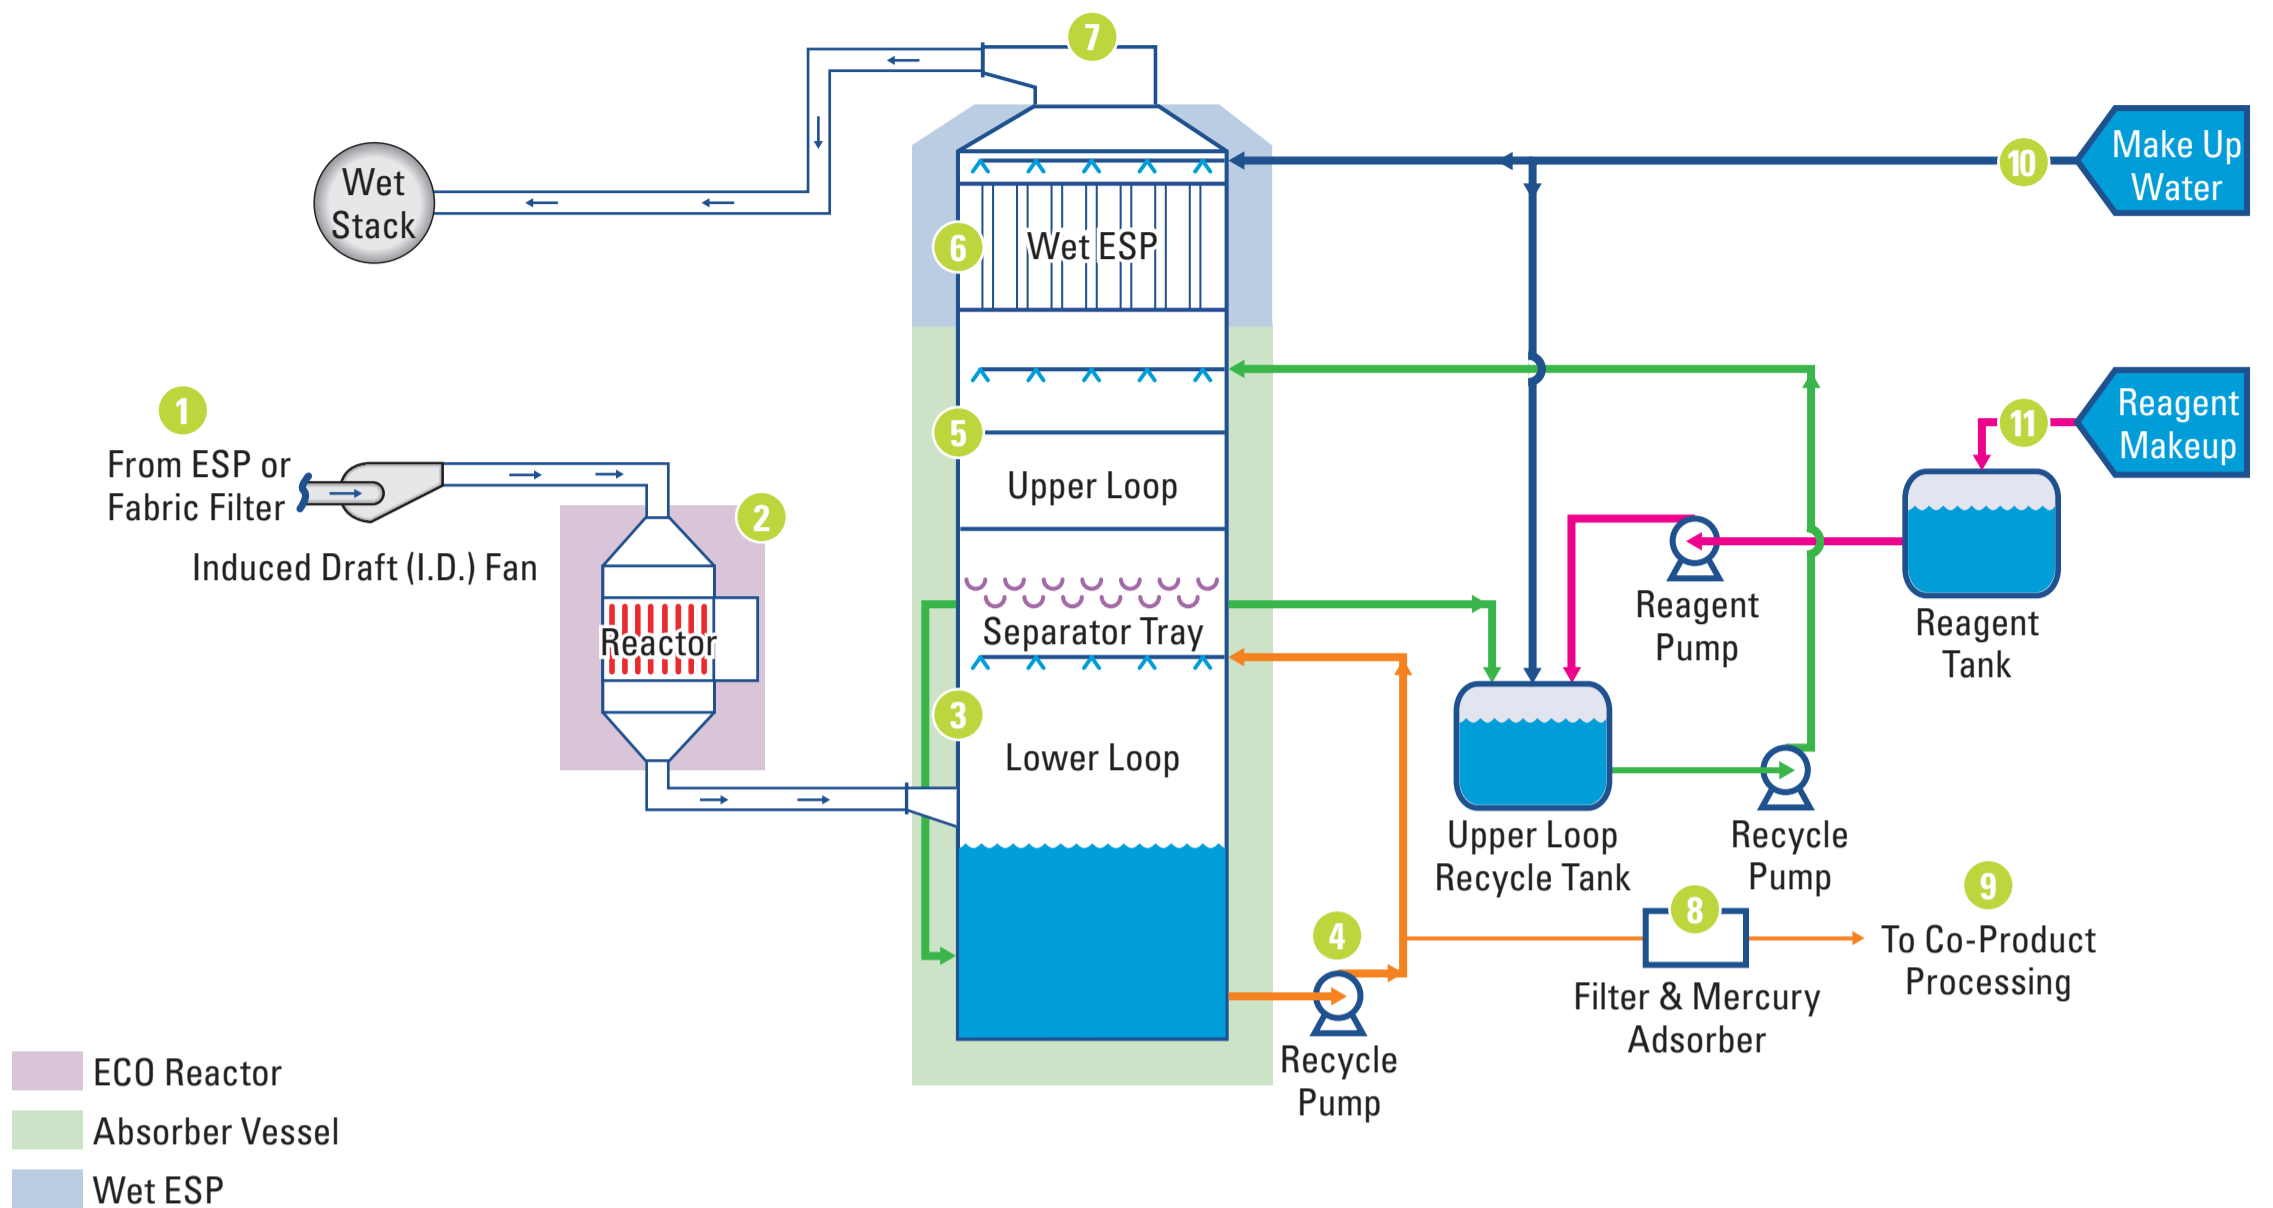 7
Wet
Stack
10
Make Up
Water
6
Wet ESP
1
From ESP or
Fabric Filter
Induced Draft (I.D.) Fan
2
Reactor
5
Upper Loop
Separator Tray
3
Lower Loop
11
Reagent
Makeup
Reagent
Pump
Reagent
Tank
Upper Loop
Recycle Tank
Recycle
Pump
4
Recycle
Pump
8
Filter & Mercury
Adsorber
9
To Co-Product
Processing
ECO Reactor
Absorber Vessel
Wet ESP